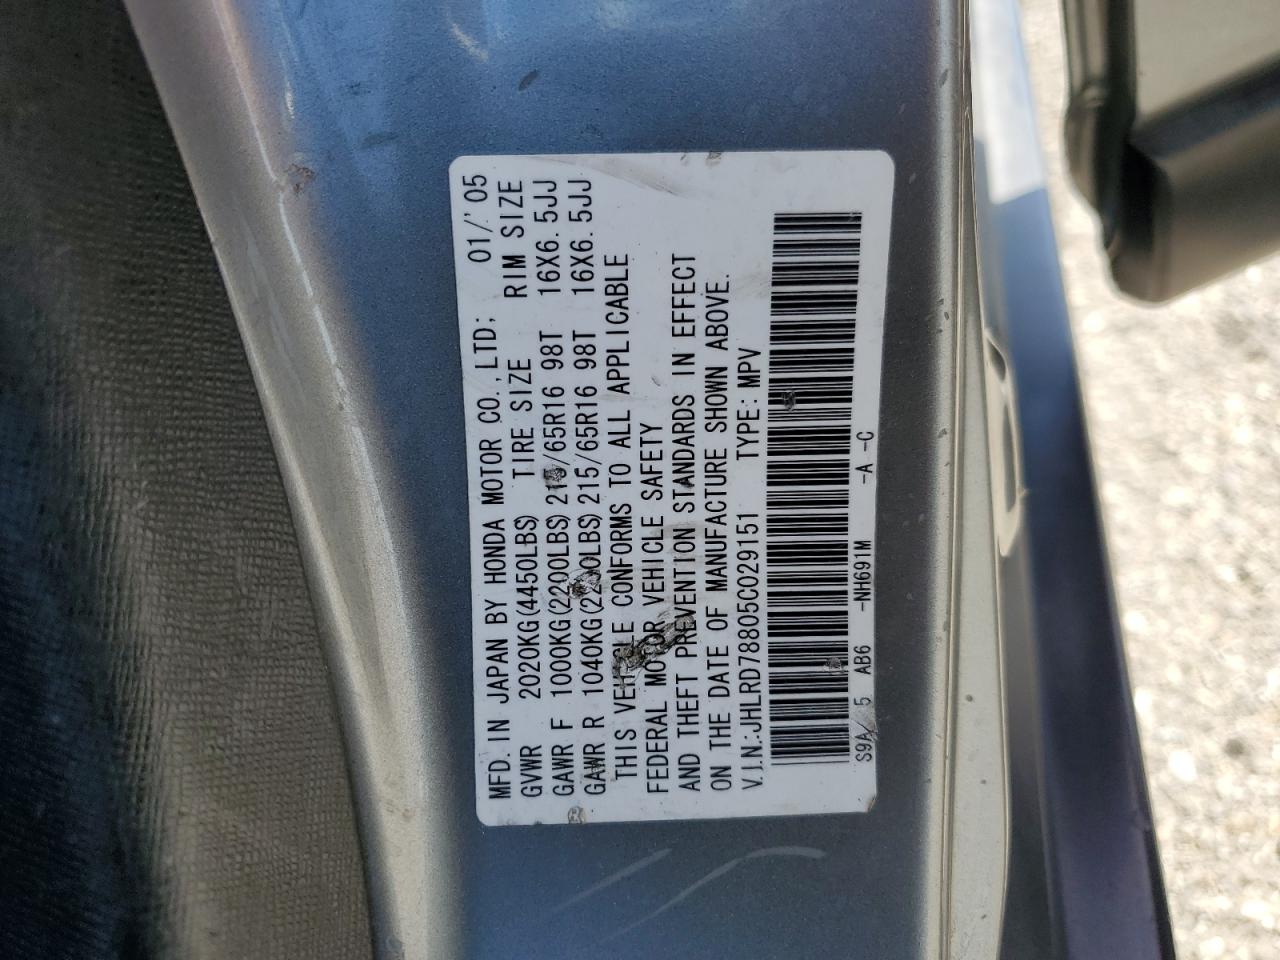 MFD. IN JAPAN BY HONDA MOTOR CO.,LTD; 01/'05
GVWR 2020KG(4450LBS) TIRE SIZE RIM SIZE
GAWR F 1000KG(2200LBS) 215/65R16 98T 16X6.5JJ
GAWR R 1040KG(2290LBS) 215/65R16 98T 16X6.5JJ
THIS VEHICLE CONFORMS TO ALL APPLICABLE
FEDERAL MOTOR VEHICLE SAFETY
AND THEFT PREVENTION STANDARDS IN EFFECT
ON THE DATE OF MANUFACTURE SHOWN ABOVE.
V.I.N:JHLRD78805C029151 TYPE:MPV
S9A 5 AB6 -NH691M -A -C